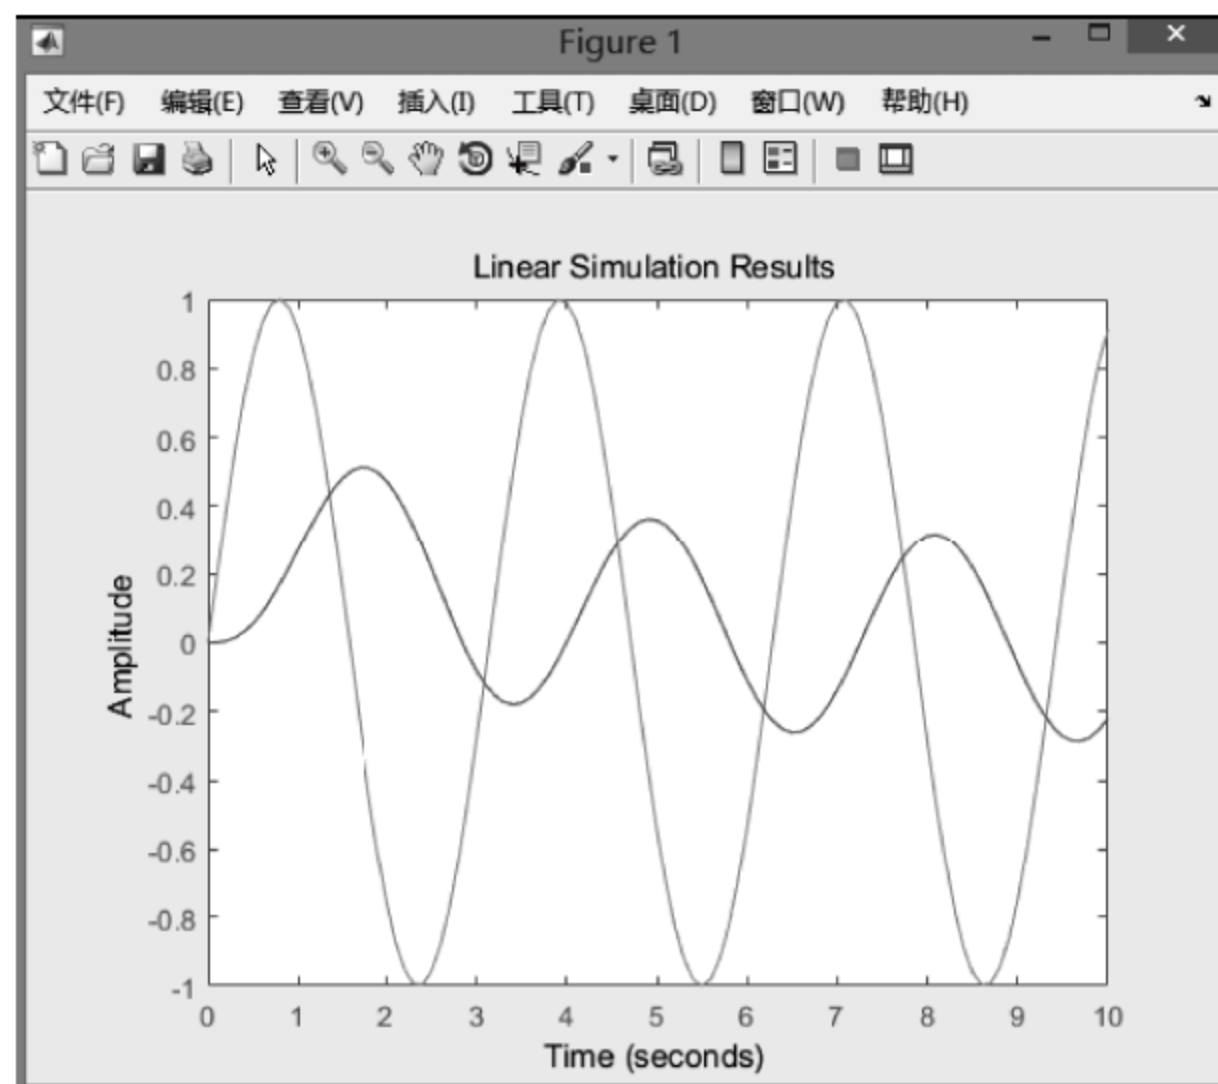 Figure 1
文件(F) 编辑(E) 查看(V) 插入(I) 工具(T) 桌面(D) 窗口(W) 帮助(H)
Linear Simulation Results
1
0.8
0.6
0.4
0.2
0
-0.2
-0.4
-0.6
-0.8
-1
Amplitude
0 1 2 3 4 5 6 7 8 9 10
Time (seconds)